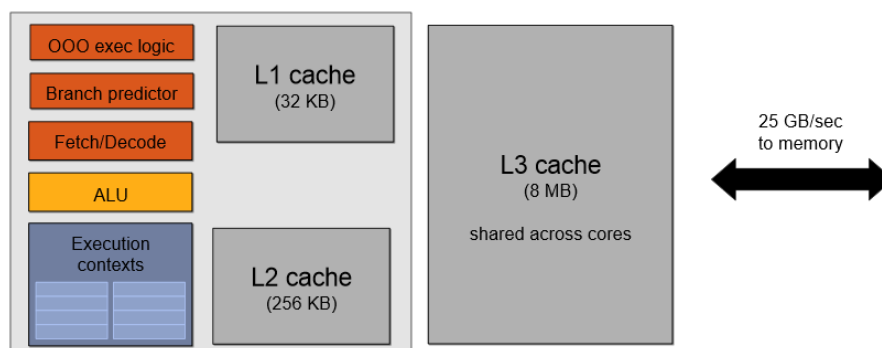 OOO exec logic
Branch predictor
Fetch/Decode
ALU
Execution
contexts
L1 cache
(32 KB)
L2 cache
(256 KB)
L3 cache
(8 MB)
shared across cores
25 GB/sec
to memory